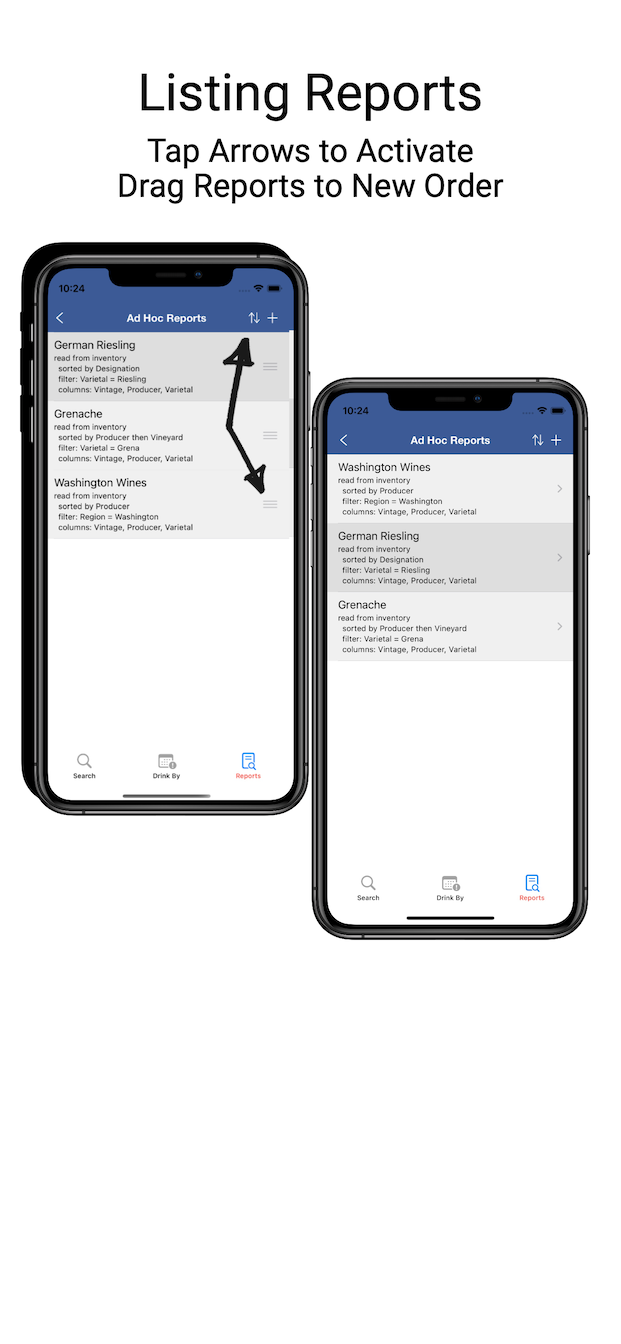 Listing Reports
Tap Arrows to Activate
Drag Reports to New Order
10:24
Ad Hoc Reports
German Riesling
read from inventory
sorted by Designation
filter: Varietal = Riesling
columns: Vintage, Producer, Varietal
Grenache
read from inventory
sorted by Producer then Vineyard
filter: Varietal = Grena
columns: Vintage, Producer, Varietal
Washington Wines
read from inventory
sorted by Producer
filter: Region = Washington
columns: Vintage, Producer, Varietal
Search
Drink By
Reports
10:24
Ad Hoc Reports
Washington Wines
read from inventory
sorted by Producer
filter: Region = Washington
columns: Vintage, Producer, Varietal
German Riesling
read from inventory
sorted by Designation
filter: Varietal = Riesling
columns: Vintage, Producer, Varietal
Grenache
read from inventory
sorted by Producer then Vineyard
filter: Varietal = Grena
columns: Vintage, Producer, Varietal
Search
Drink By
Reports